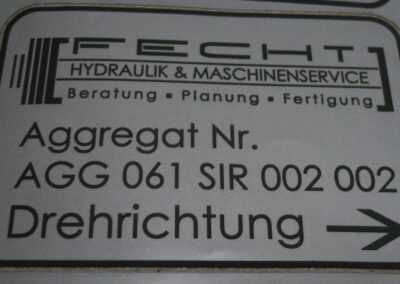 FECHT
HYDRAULIK & MASCHINENSERVICE
Beratung ▪ Planung ▪ Fertigung
Aggregat Nr.
AGG 061 SIR 002 002
Drehrichtung →